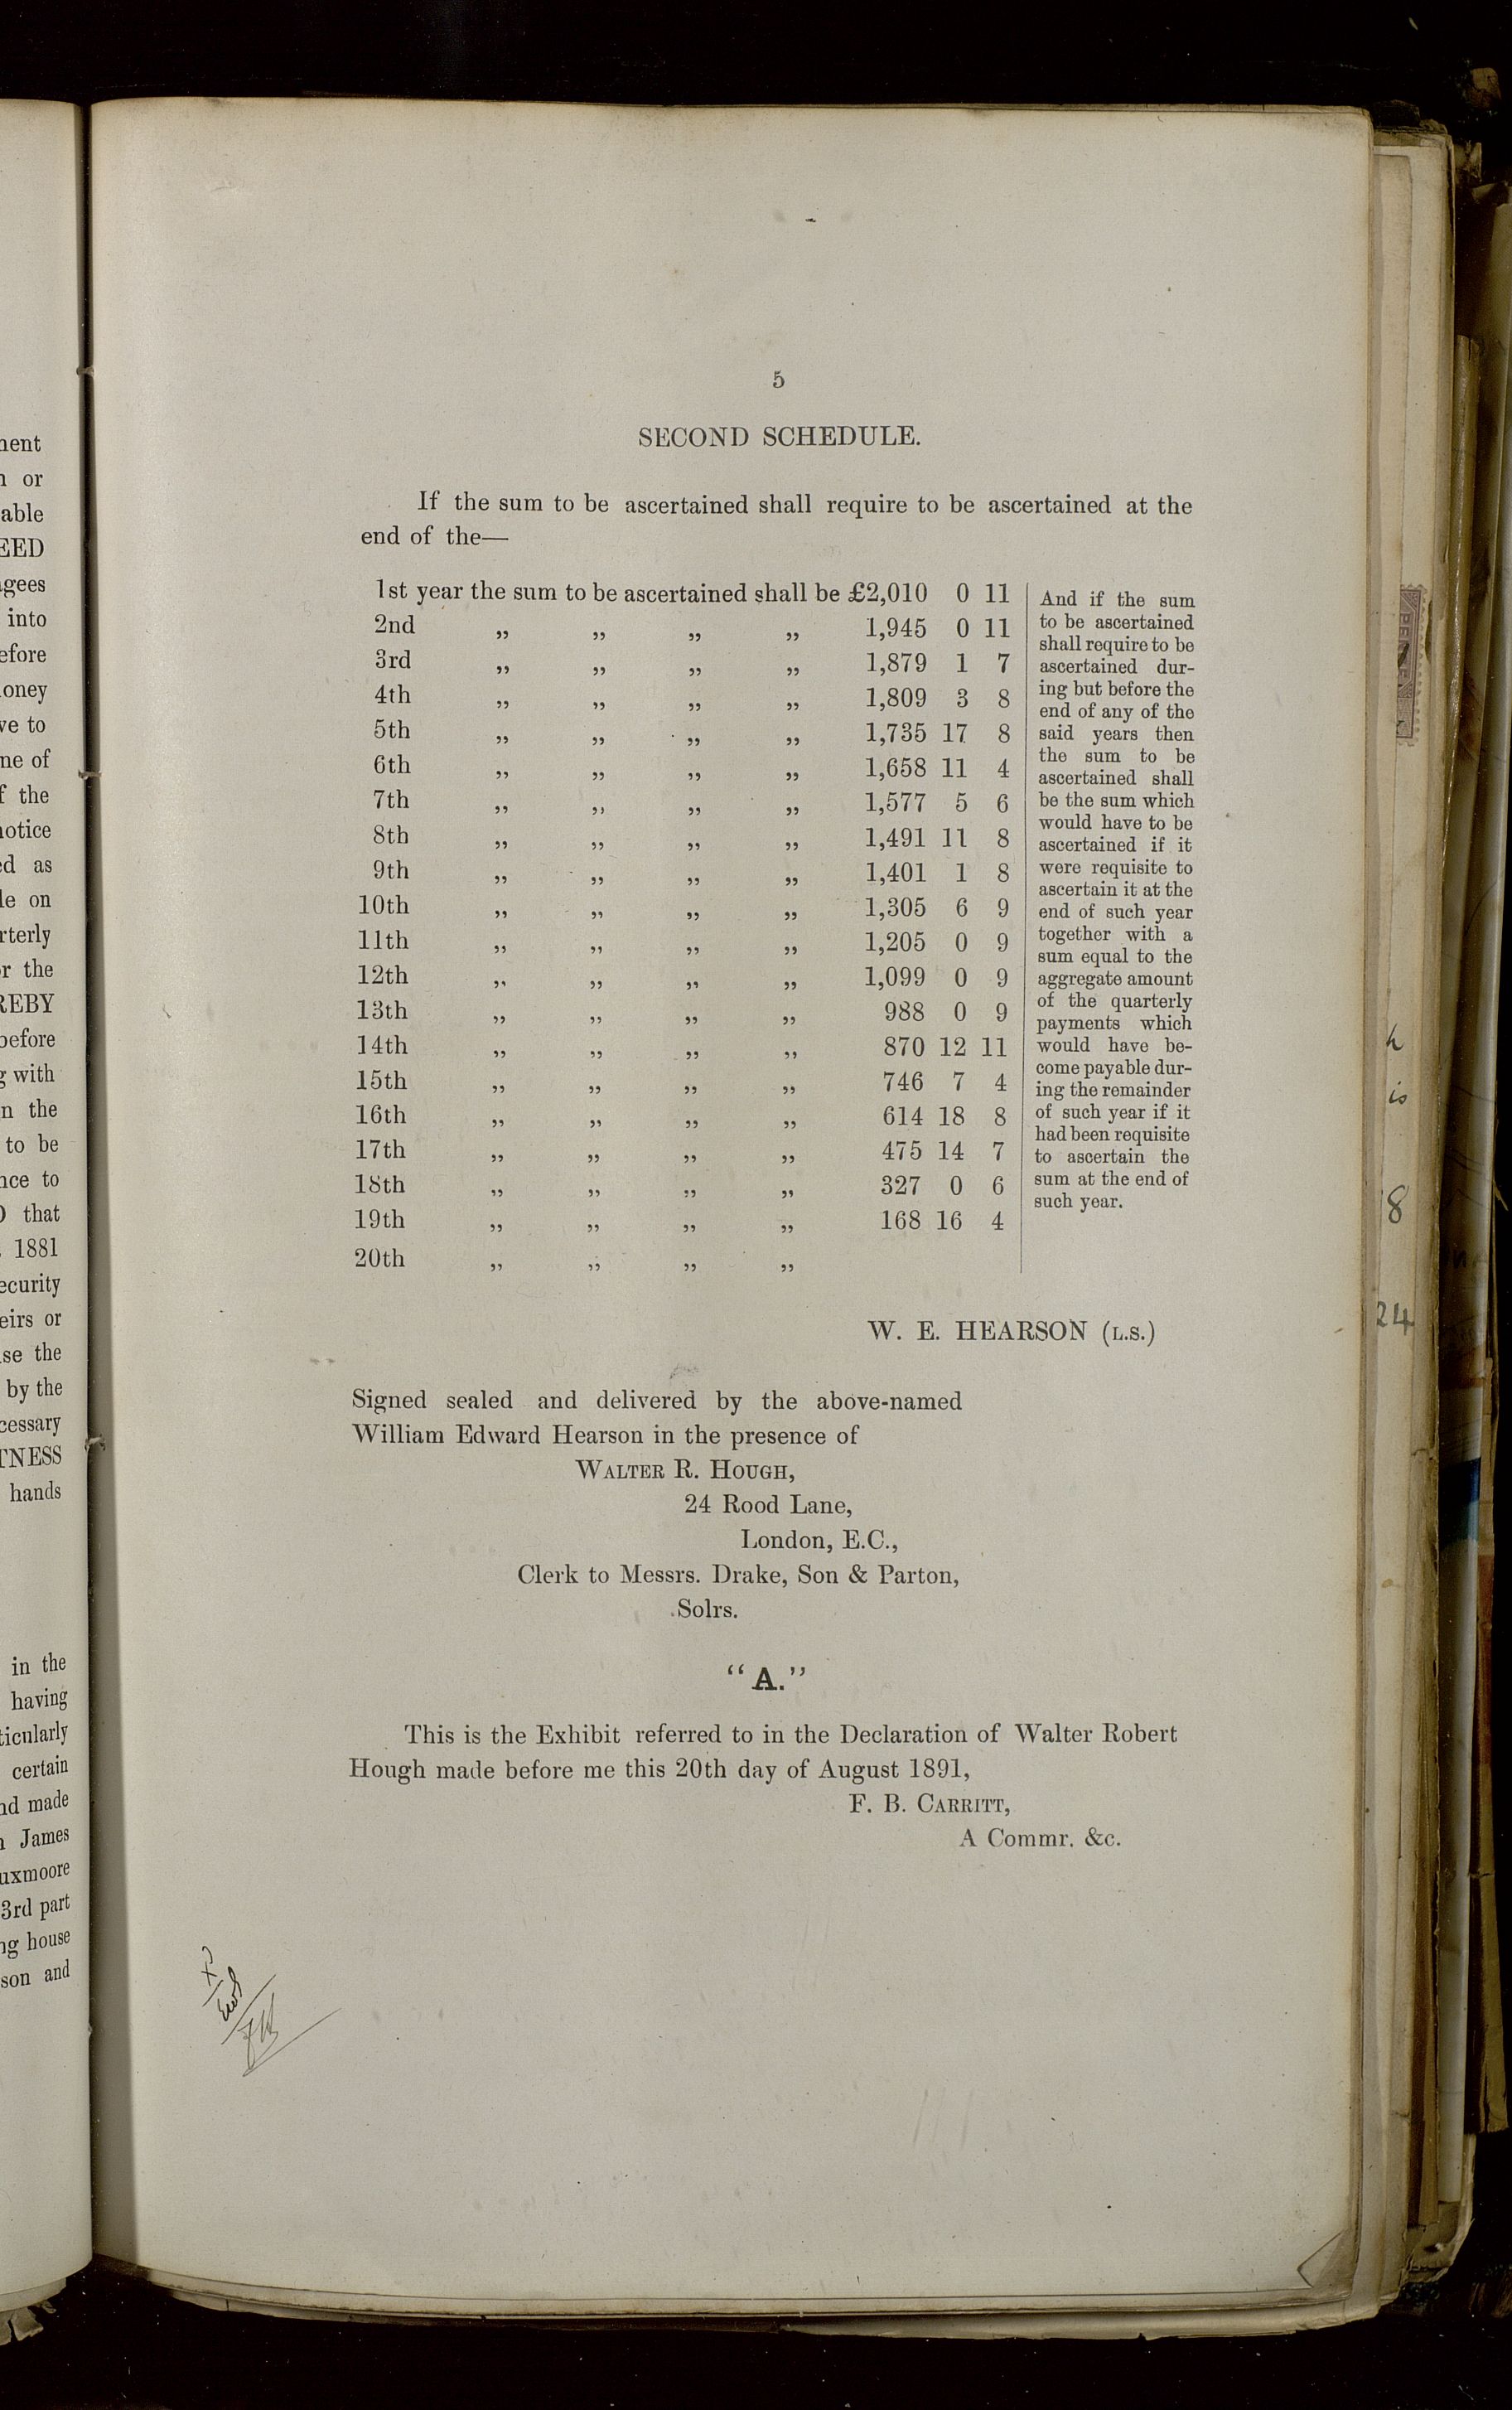 5
SECOND SCHEDULE.
If the sum to be ascertained shall require to be ascertained at the
end of the—
1st year the sum to be ascertained shall be £2,010 0 11
2nd „ „ „ „ 1,945 0 11
3rd „ „ „ „ 1,879 1 7
4th „ „ „ „ 1,809 3 8
5th „ „ „ „ 1,735 17 8
6th „ „ „ „ 1,658 11 4
7th „ „ „ „ 1,577 5 6
8th „ „ „ „ 1,491 11 8
9th „ „ „ „ 1,401 1 8
10th „ „ „ „ 1,305 6 9
11th „ „ „ „ 1,205 0 9
12th „ „ „ „ 1,099 0 9
13th „ „ „ „ 988 0 9
14th „ „ „ „ 870 12 11
15th „ „ „ „ 746 7 4
16th „ „ „ „ 614 18 8
17th „ „ „ „ 475 14 7
18th „ „ „ „ 327 0 6
19th „ „ „ „ 168 16 4
20th „ „ „ „
And if the sum
to be ascertained
shall require to be
ascertained dur-
ing but before the
end of any of the
said years then
the sum to be
ascertained shall
be the sum which
would have to be
ascertained if it
were requisite to
ascertain it at the
end of such year
together with a
sum equal to the
aggregate amount
of the quarterly
payments which
would have be-
come payable dur-
ing the remainder
of such year if it
had been requisite
to ascertain the
sum at the end of
such year.
W. E. HEARSON (L.S.)
Signed sealed and delivered by the above-named
William Edward Hearson in the presence of
WALTER R. HOUGH,
24 Rood Lane,
London, E.C.,
Clerk to Messrs. Drake, Son & Parton,
Solrs.
"A."
This is the Exhibit referred to in the Declaration of Walter Robert
Hough made before me this 20th day of August 1891,
F. B. CARRITT,
A Commr. &c.